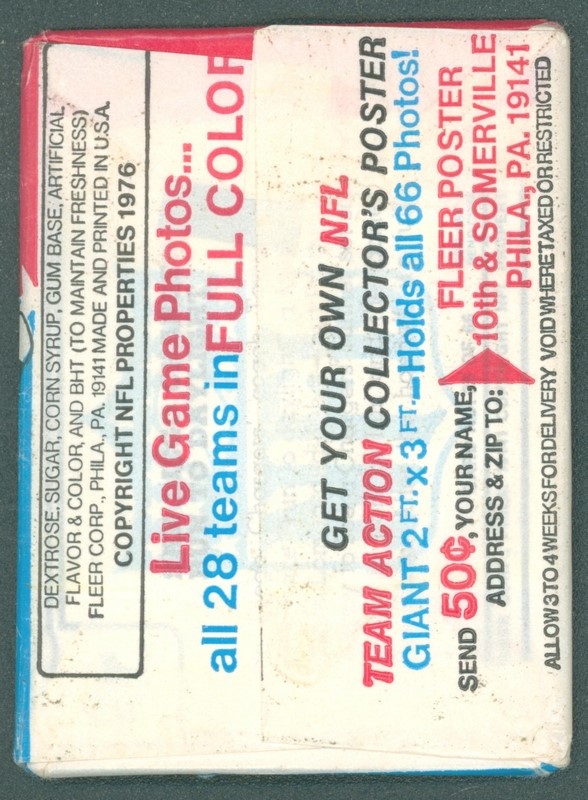 DEXTROSE, SUGAR, CORN SYRUP, GUM BASE, ARTIFICIAL
FLAVOR & COLOR, AND BHT (TO MAINTAIN FRESHNESS)
FLEER CORP., PHILA., PA. 19141 MADE AND PRINTED IN U.S.A.
COPYRIGHT NFL PROPERTIES 1976
Live Game Photos...
all 28 teams in FULL COLOR
GET YOUR OWN NFL
TEAM ACTION COLLECTOR'S POSTER
GIANT 2 FT. x 3 FT.—Holds all 66 Photos!
SEND 50¢, YOUR NAME,
ADDRESS & ZIP TO:
FLEER POSTER
10th & SOMERVILLE
PHILA., PA. 19141
ALLOW 3 TO 4 WEEKS FOR DELIVERY VOID WHERE TAXED OR RESTRICTED